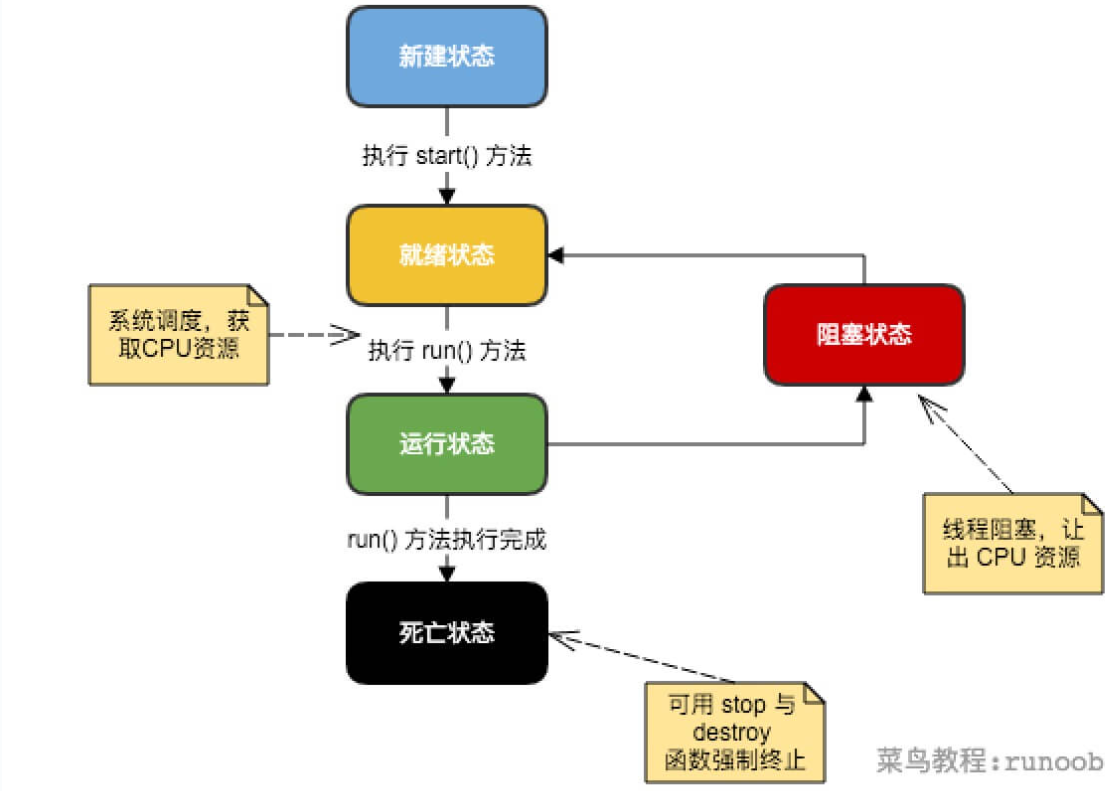 新建状态
执行 start() 方法
就绪状态
系统调度，获
取CPU资源
执行 run() 方法
阻塞状态
运行状态
线程阻塞，让
出 CPU 资源
run() 方法执行完成
死亡状态
可用 stop 与
destroy
函数强制终止
菜鸟教程:runoob